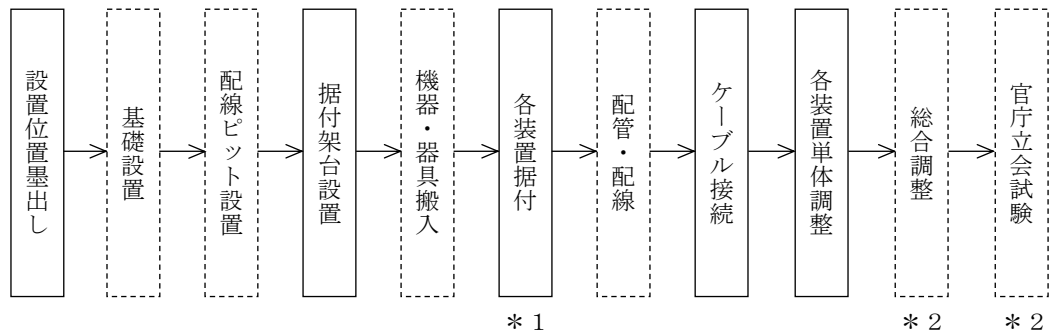 設置位置墨出し
基礎設置
配線ピット設置
据付架台設置
機器・器具搬入
各装置据付
配管・配線
ケーブル接続
各装置単体調整
総合調整
官庁立会試験
＊1
＊2
＊2